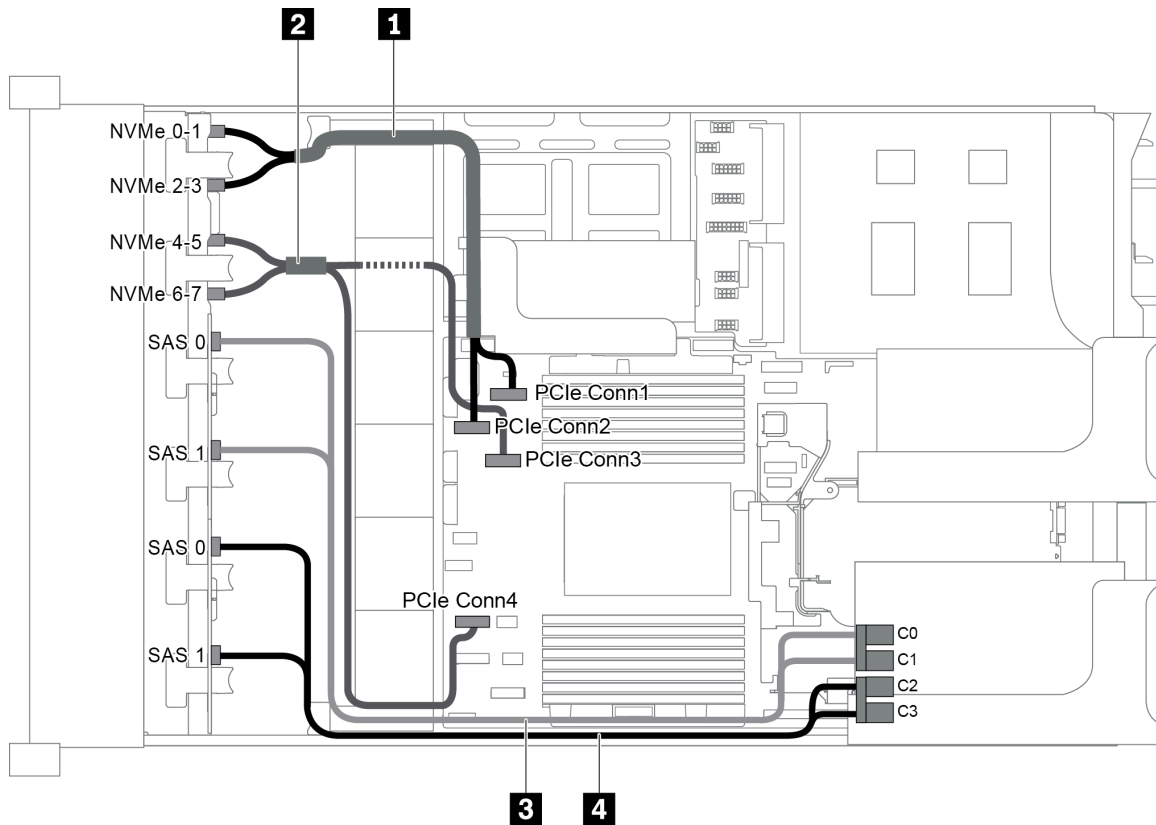 2
1
NVMe 0-1
NVMe 2-3
NVMe 4-5
NVMe 6-7
SAS 0
SAS 1
SAS 0
SAS 1
PCIe Conn1
PCIe Conn2
PCIe Conn3
PCIe Conn4
C0
C1
C2
C3
3
4